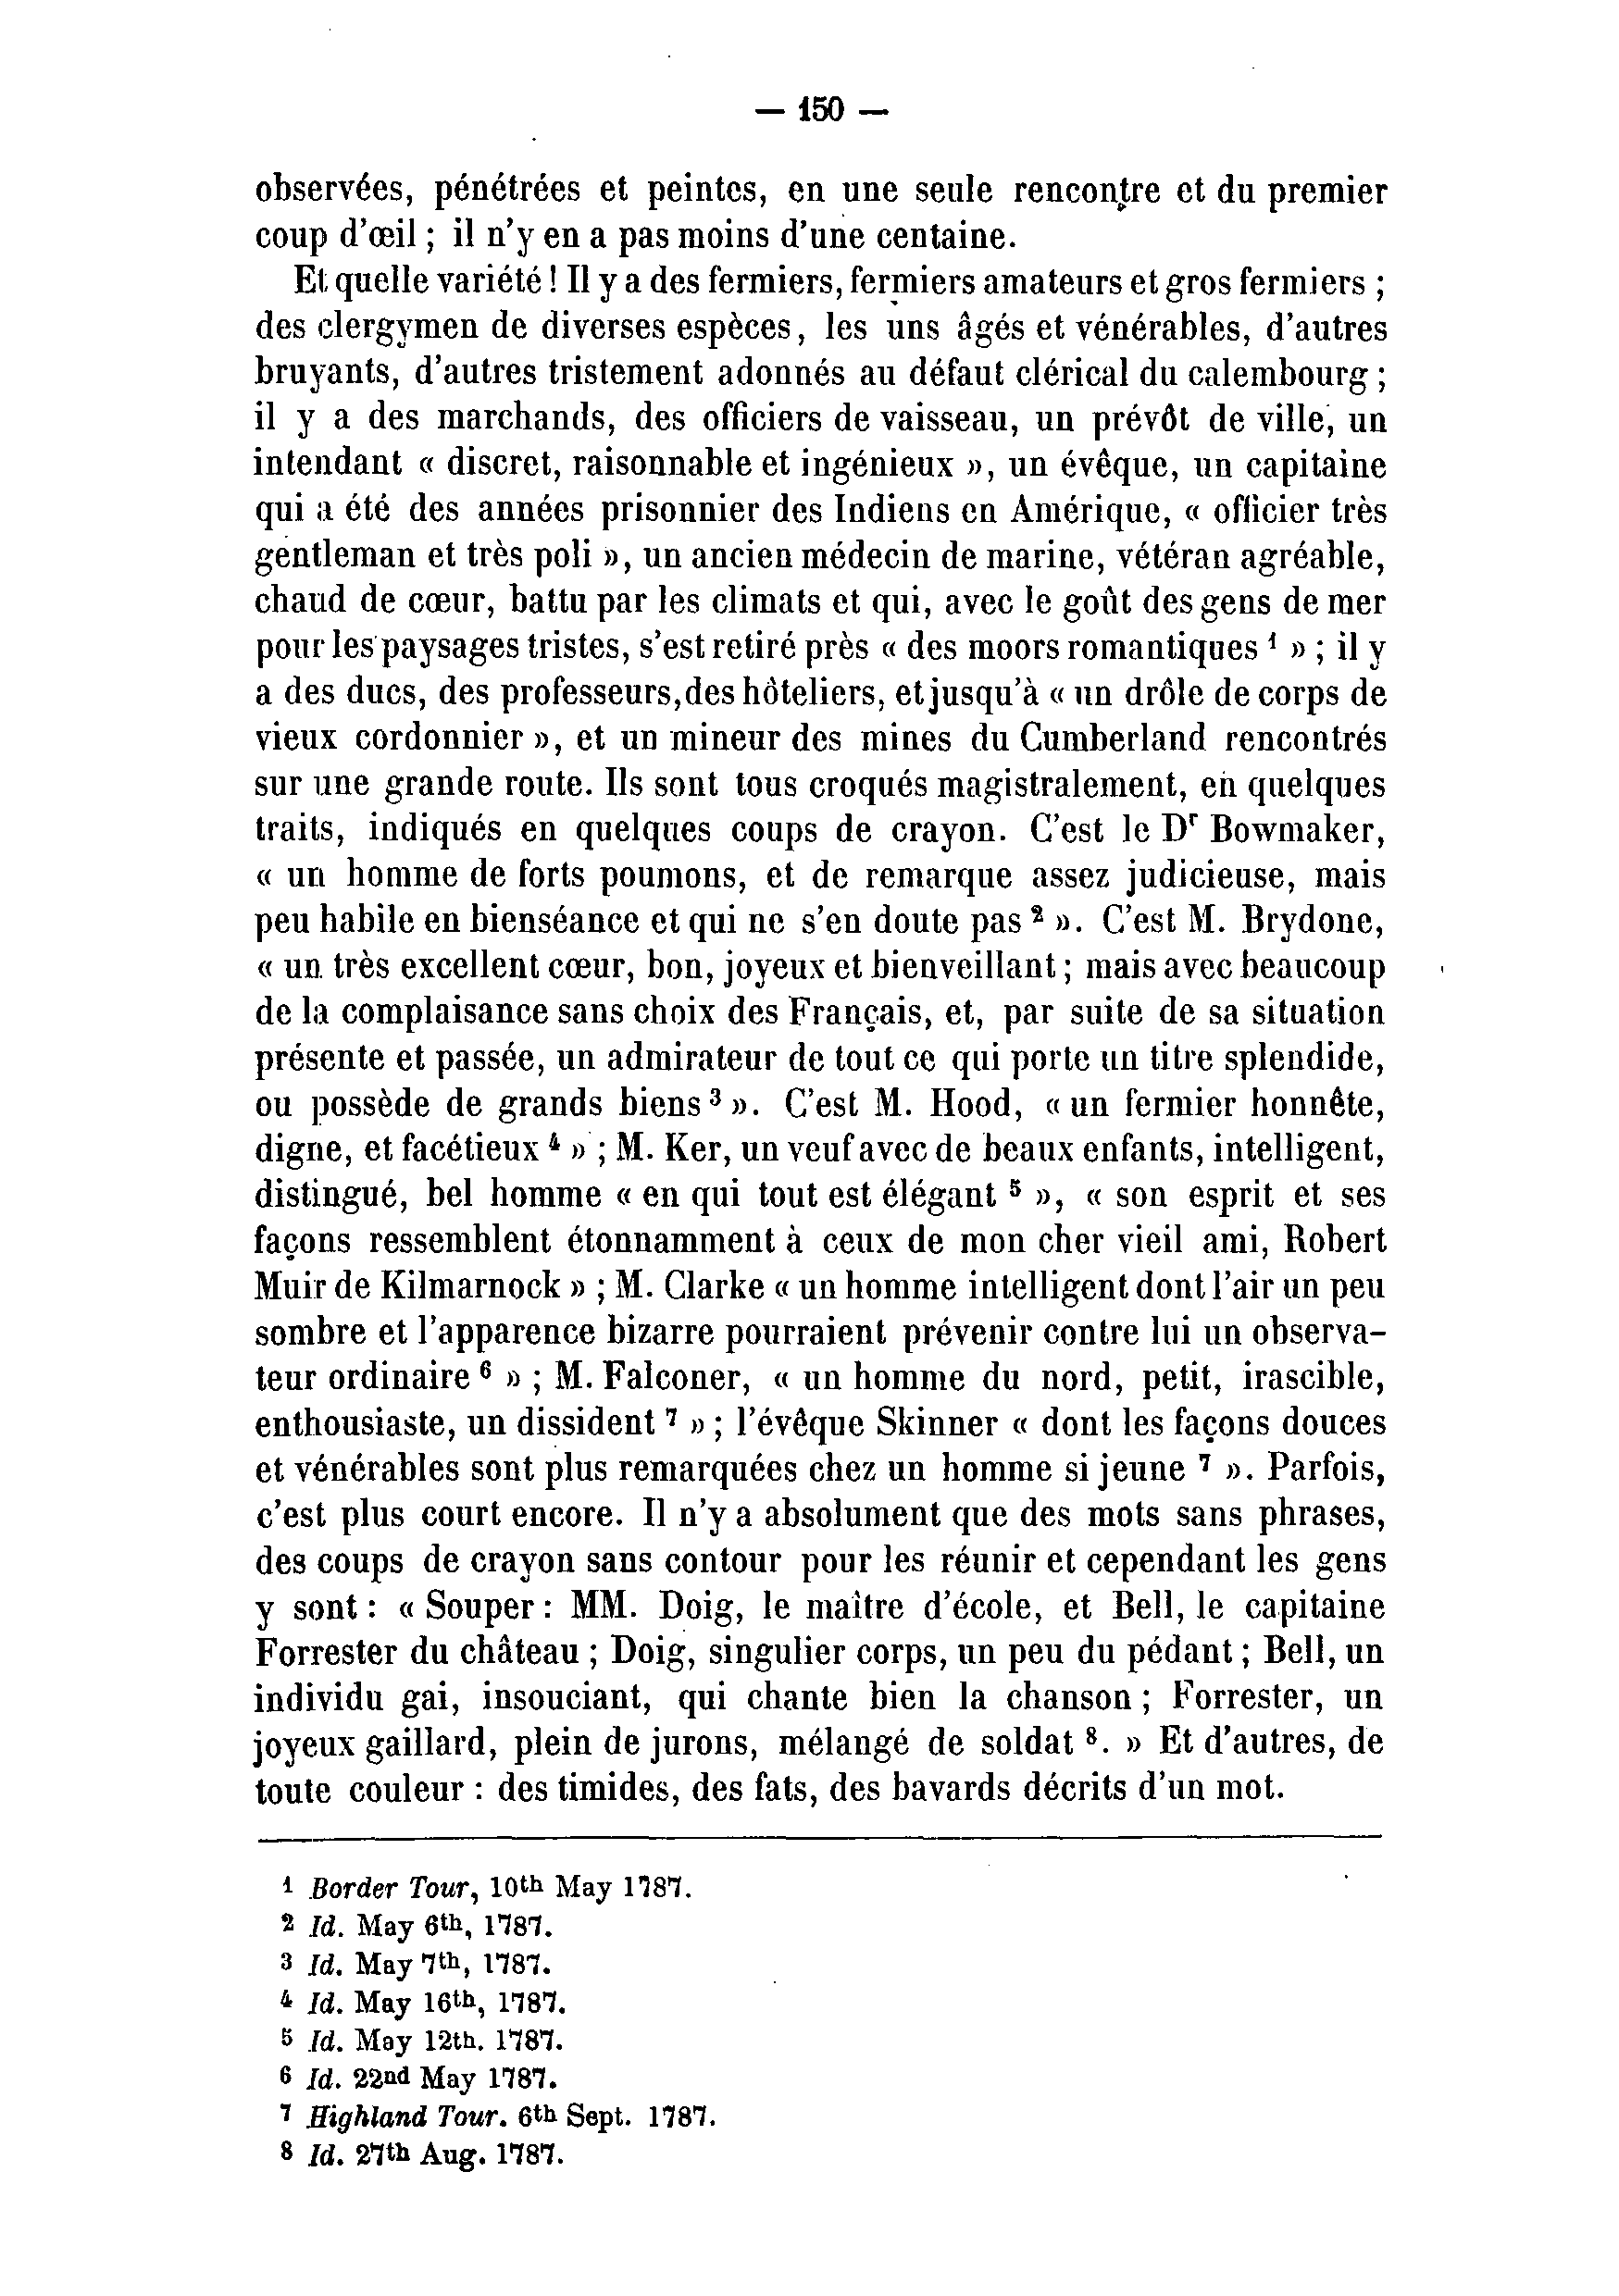 — 150 —
observées, pénétrées et peintes, en une seule rencontre et du premier
coup d'œil ; il n'y en a pas moins d'une centaine.
Et quelle variété ! Il y a des fermiers, fermiers amateurs et gros fermiers ;
des clergymen de diverses espèces, les uns âgés et vénérables, d'autres
bruyants, d'autres tristement adonnés au défaut clérical du calembourg ;
il y a des marchands, des officiers de vaisseau, un prévôt de ville, un
intendant « discret, raisonnable et ingénieux », un évêque, un capitaine
qui a été des années prisonnier des Indiens en Amérique, « officier très
gentleman et très poli », un ancien médecin de marine, vétéran agréable,
chaud de cœur, battu par les climats et qui, avec le goût des gens de mer
pour les paysages tristes, s'est retiré près « des moors romantiques ¹ » ; il y
a des ducs, des professeurs, des hôteliers, et jusqu'à « un drôle de corps de
vieux cordonnier », et un mineur des mines du Cumberland rencontrés
sur une grande route. Ils sont tous croqués magistralement, en quelques
traits, indiqués en quelques coups de crayon. C'est le Dʳ Bowmaker,
« un homme de forts poumons, et de remarque assez judicieuse, mais
peu habile en bienséance et qui ne s'en doute pas ² ». C'est M. Brydone,
« un très excellent cœur, bon, joyeux et bienveillant ; mais avec beaucoup
de la complaisance sans choix des Français, et, par suite de sa situation
présente et passée, un admirateur de tout ce qui porte un titre splendide,
ou possède de grands biens ³ ». C'est M. Hood, « un fermier honnête,
digne, et facétieux ⁴ » ; M. Ker, un veuf avec de beaux enfants, intelligent,
distingué, bel homme « en qui tout est élégant ⁵ », « son esprit et ses
façons ressemblent étonnamment à ceux de mon cher vieil ami, Robert
Muir de Kilmarnock » ; M. Clarke « un homme intelligent dont l'air un peu
sombre et l'apparence bizarre pourraient prévenir contre lui un observa-
teur ordinaire ⁶ » ; M. Falconer, « un homme du nord, petit, irascible,
enthousiaste, un dissident ⁷ » ; l'évêque Skinner « dont les façons douces
et vénérables sont plus remarquées chez un homme si jeune ⁷ ». Parfois,
c'est plus court encore. Il n'y a absolument que des mots sans phrases,
des coups de crayon sans contour pour les réunir et cependant les gens
y sont : « Souper : MM. Doig, le maître d'école, et Bell, le capitaine
Forrester du château ; Doig, singulier corps, un peu du pédant ; Bell, un
individu gai, insouciant, qui chante bien la chanson ; Forrester, un
joyeux gaillard, plein de jurons, mélangé de soldat ⁸. » Et d'autres, de
toute couleur : des timides, des fats, des bavards décrits d'un mot.
¹ Border Tour, 10th May 1787.
² Id. May 6th, 1787.
³ Id. May 7th, 1787.
⁴ Id. May 16th, 1787.
⁵ Id. May 12th. 1787.
⁶ Id. 22nd May 1787.
⁷ Highland Tour. 6th Sept. 1787.
⁸ Id. 27th Aug. 1787.